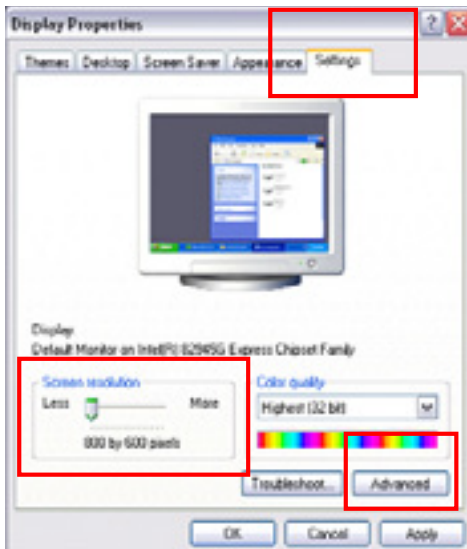 Display Properties
Themes Desktop Screen Saver Appearance Settings
Display:
Default Monitor on Intel(R) 82945G Express Chipset Family
Screen resolution
Less More
800 by 600 pixels
Color quality
Highest (32 bit)
Troubleshoot... Advanced
OK Cancel Apply